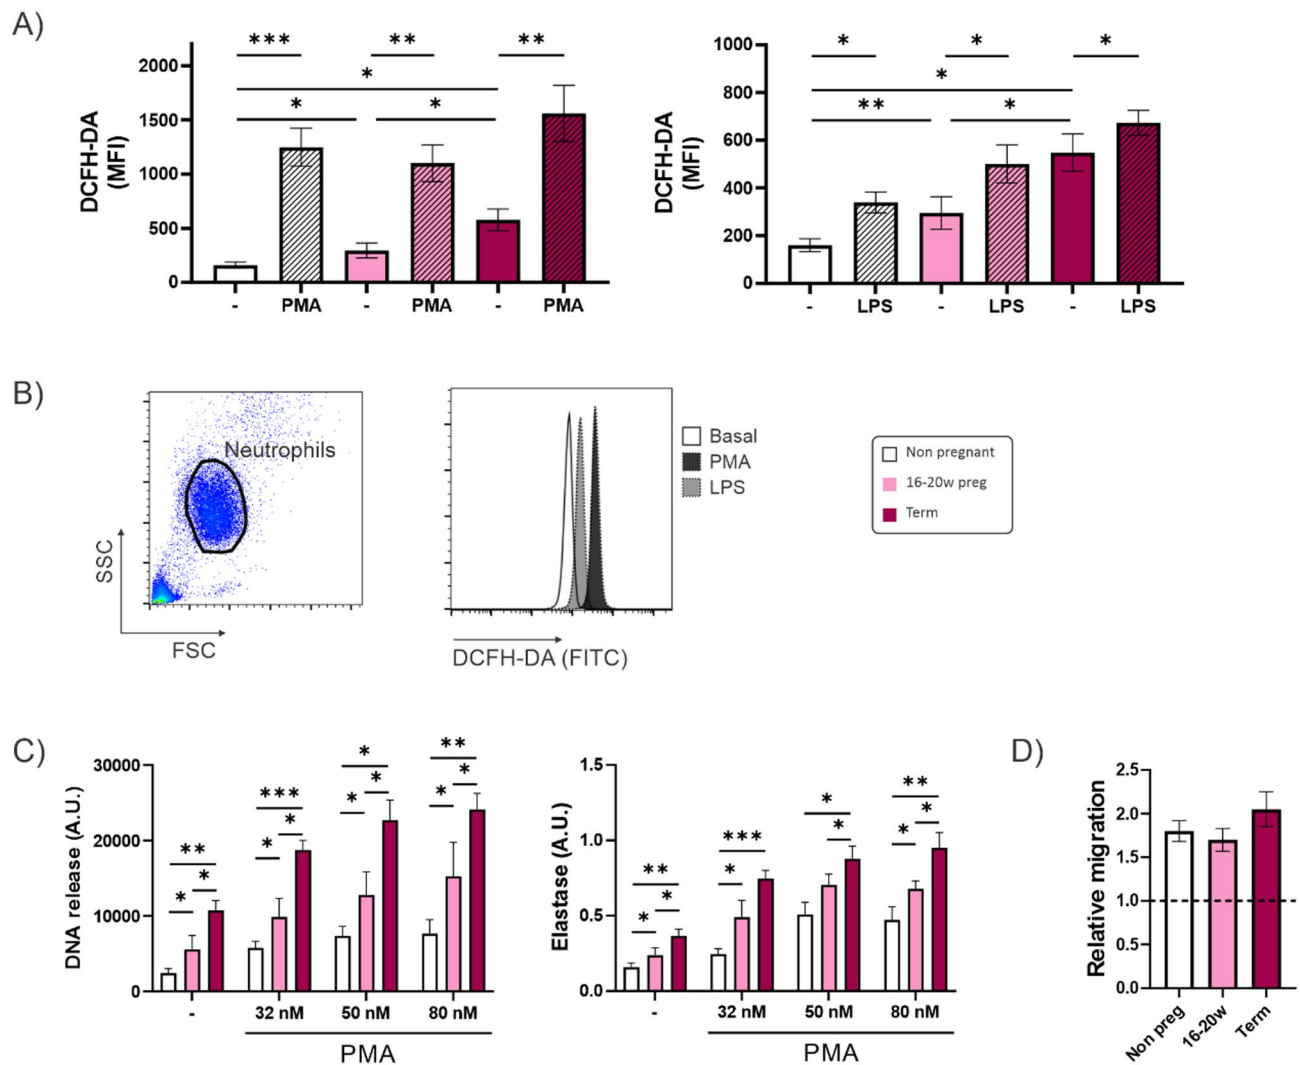 A)
DCFH-DA
(MFI)
2000
1500
1000
500
0
***
**
**
*
*
*
-
PMA
-
PMA
-
PMA
DCFH-DA
(MFI)
1000
800
600
400
200
0
*
*
*
*
**
*
-
LPS
-
LPS
-
LPS
B)
Neutrophils
SSC
FSC
DCFH-DA (FITC)
Basal
PMA
LPS
Non pregnant
16-20w preg
Term
C)
DNA release (A.U.)
30000
20000
10000
0
**
*
*
***
*
*
*
*
*
**
*
*
-
32 nM
50 nM
80 nM
PMA
Elastase (A.U.)
1.5
1.0
0.5
0.0
**
*
*
***
*
*
*
**
*
*
-
32 nM
50 nM
80 nM
PMA
D)
Relative migration
2.5
2.0
1.5
1.0
0.5
0.0
Non preg
16-20w
Term